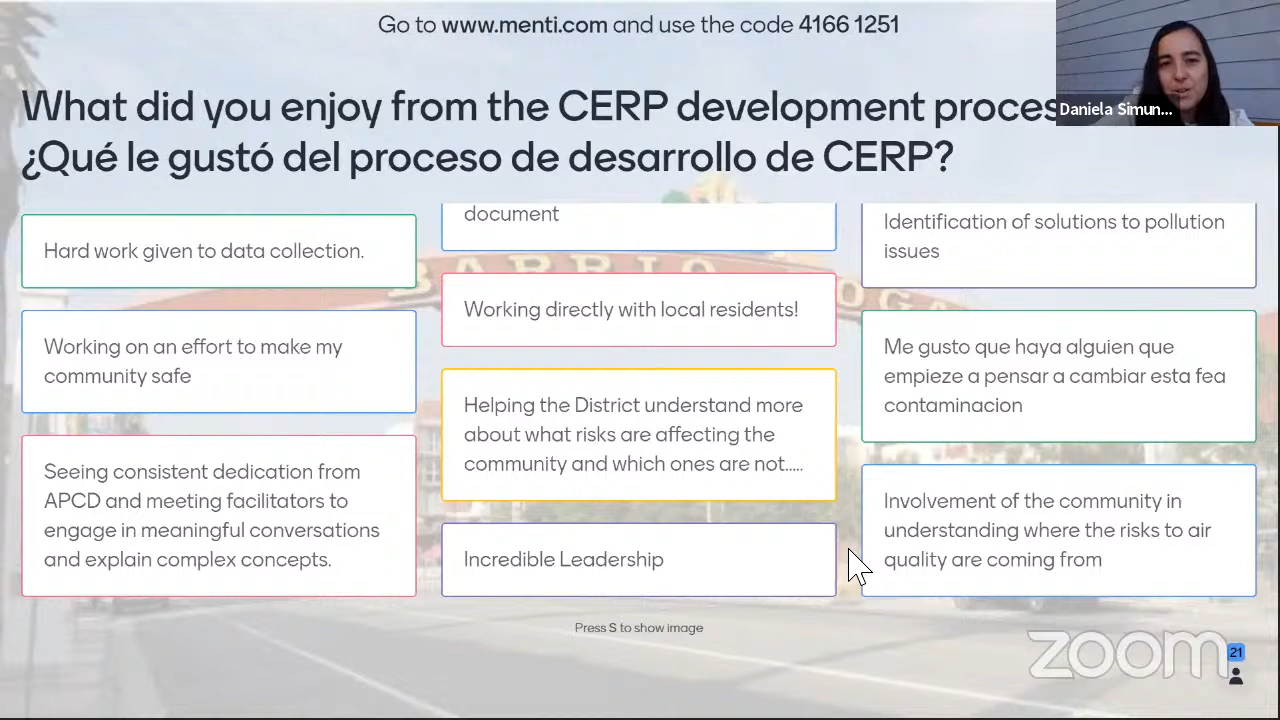 Go to www.menti.com and use the code 4166 1251
Daniela Simun...
What did you enjoy from the CERP development proces
¿Qué le gustó del proceso de desarrollo de CERP?
Hard work given to data collection.
Working on an effort to make my
community safe
Seeing consistent dedication from
APCD and meeting facilitators to
engage in meaningful conversations
and explain complex concepts.
document
Working directly with local residents!
Helping the District understand more
about what risks are affecting the
community and which ones are not.....
Incredible Leadership
Identification of solutions to pollution
issues
Me gusto que haya alguien que
empieze a pensar a cambiar esta fea
contaminacion
Involvement of the community in
understanding where the risks to air
quality are coming from
BARRIO OGA
Press S to show image
zoom
21